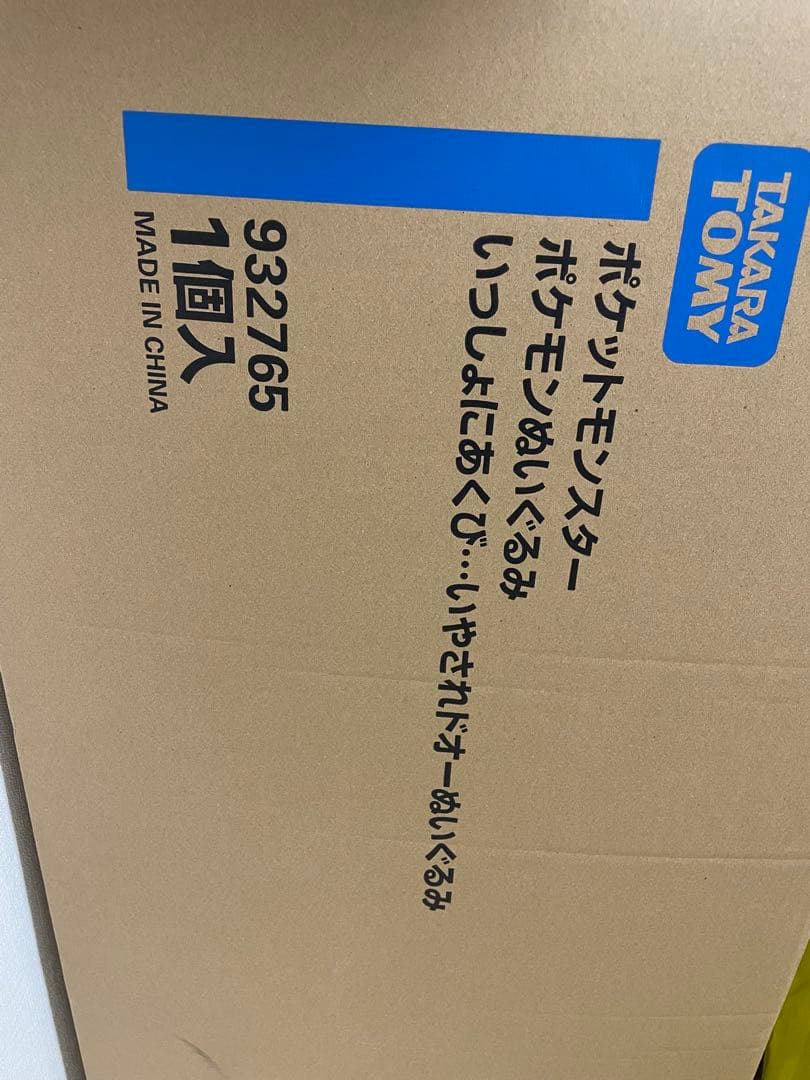 TAKARA
TOMY
ポケットモンスター
ポケモンぬいぐるみ
いっしょにあくび…いやされドオーぬいぐるみ
932765
1個入
MADE IN CHINA